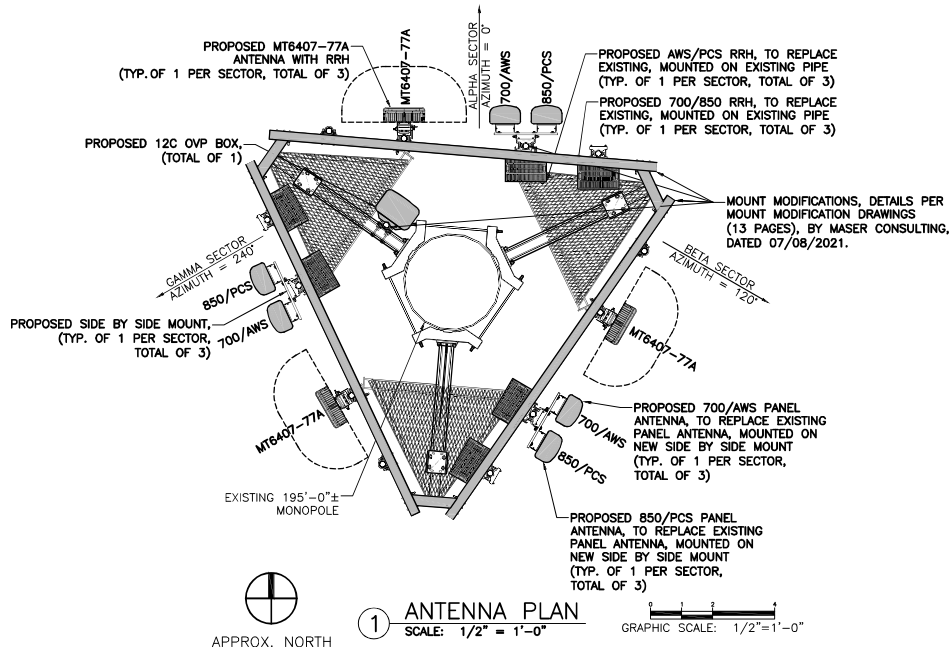 PROPOSED MT6407-77A
ANTENNA WITH RRH
(TYP.OF 1 PER SECTOR, TOTAL OF 3)
MT6407-77A
ALPHA SECTOR
AZIMUTH = 0°
700/AWS
850/PCS
PROPOSED AWS/PCS RRH, TO REPLACE
EXISTING, MOUNTED ON EXISTING PIPE
(TYP. OF 1 PER SECTOR, TOTAL OF 3)
PROPOSED 700/850 RRH, TO REPLACE
EXISTING, MOUNTED ON EXISTING PIPE
(TYP. OF 1 PER SECTOR, TOTAL OF 3)
PROPOSED 12C OVP BOX,
(TOTAL OF 1)
MOUNT MODIFICATIONS, DETAILS PER
MOUNT MODIFICATION DRAWINGS
(13 PAGES), BY MASER CONSULTING,
DATED 07/08/2021.
GAMMA SECTOR
AZIMUTH = 240°
BETA SECTOR
AZIMUTH = 120°
850/PCS
700/AWS
PROPOSED SIDE BY SIDE MOUNT,
(TYP. OF 1 PER SECTOR,
TOTAL OF 3)
MT6407-77A
MT6407-77A
PROPOSED 700/AWS PANEL
ANTENNA, TO REPLACE EXISTING
PANEL ANTENNA, MOUNTED ON
NEW SIDE BY SIDE MOUNT
(TYP. OF 1 PER SECTOR,
TOTAL OF 3)
700/AWS
850/PCS
EXISTING 195'-0"±
MONOPOLE
PROPOSED 850/PCS PANEL
ANTENNA, TO REPLACE EXISTING
PANEL ANTENNA, MOUNTED ON
NEW SIDE BY SIDE MOUNT
(TYP. OF 1 PER SECTOR,
TOTAL OF 3)
APPROX. NORTH
1
ANTENNA PLAN
SCALE: 1/2" = 1'-0"
0 1 2 4
GRAPHIC SCALE: 1/2"=1'-0"